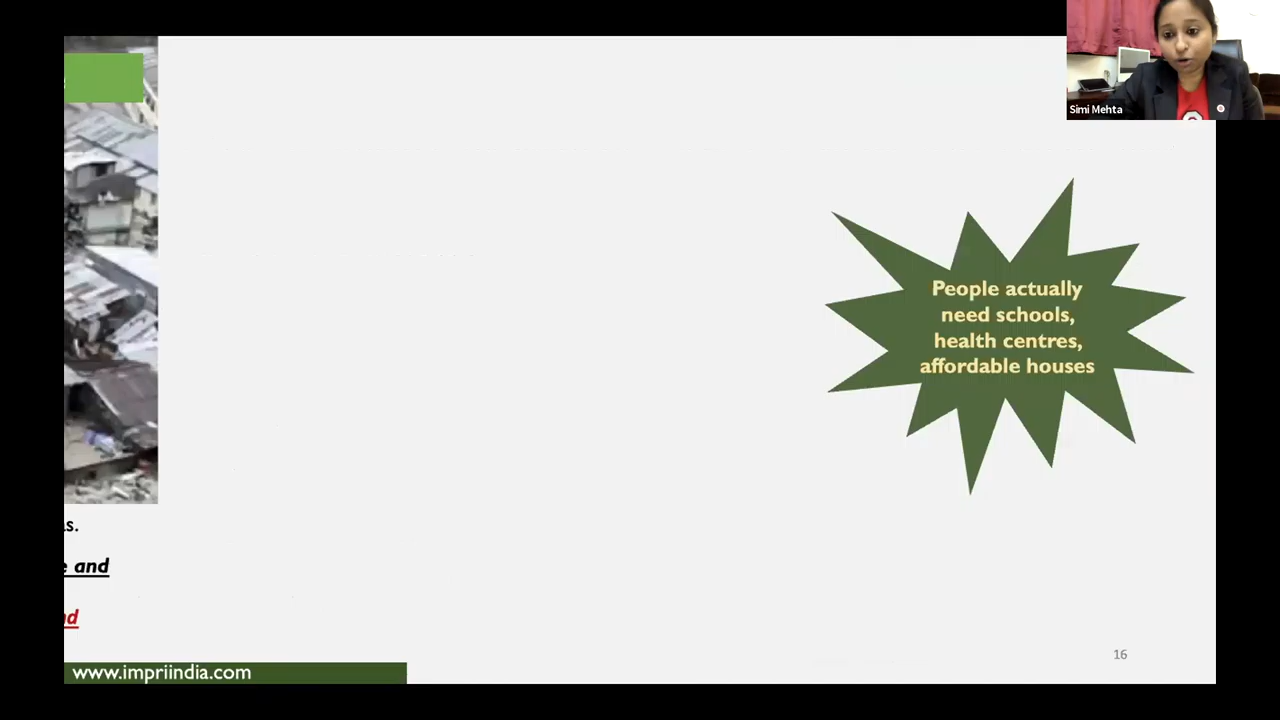 Simi Mehta
People actually
need schools,
health centres,
affordable houses
and
www.impriindia.com
16